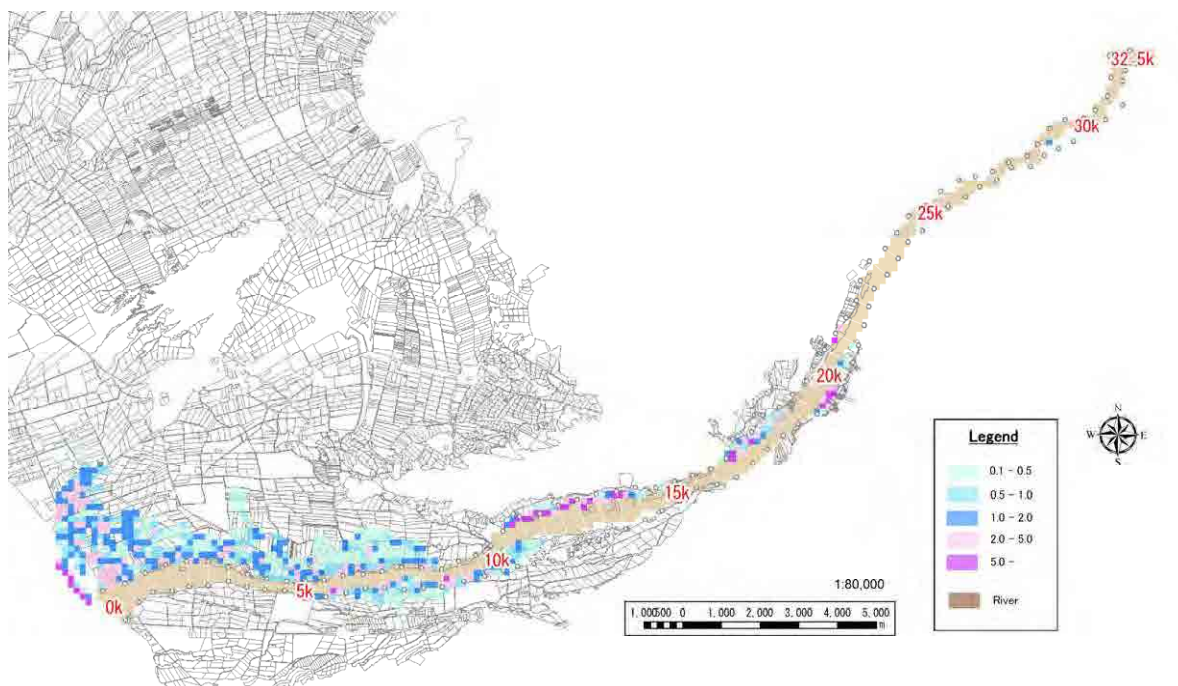 32.5k
30k
25k
20k
15k
10k
5k
0k
N
W E
S
Legend
0.1 - 0.5
0.5 - 1.0
1.0 - 2.0
2.0 - 5.0
5.0 -
River
1:80,000
1,000 500 0 1,000 2,000 3,000 4,000 5,000
m